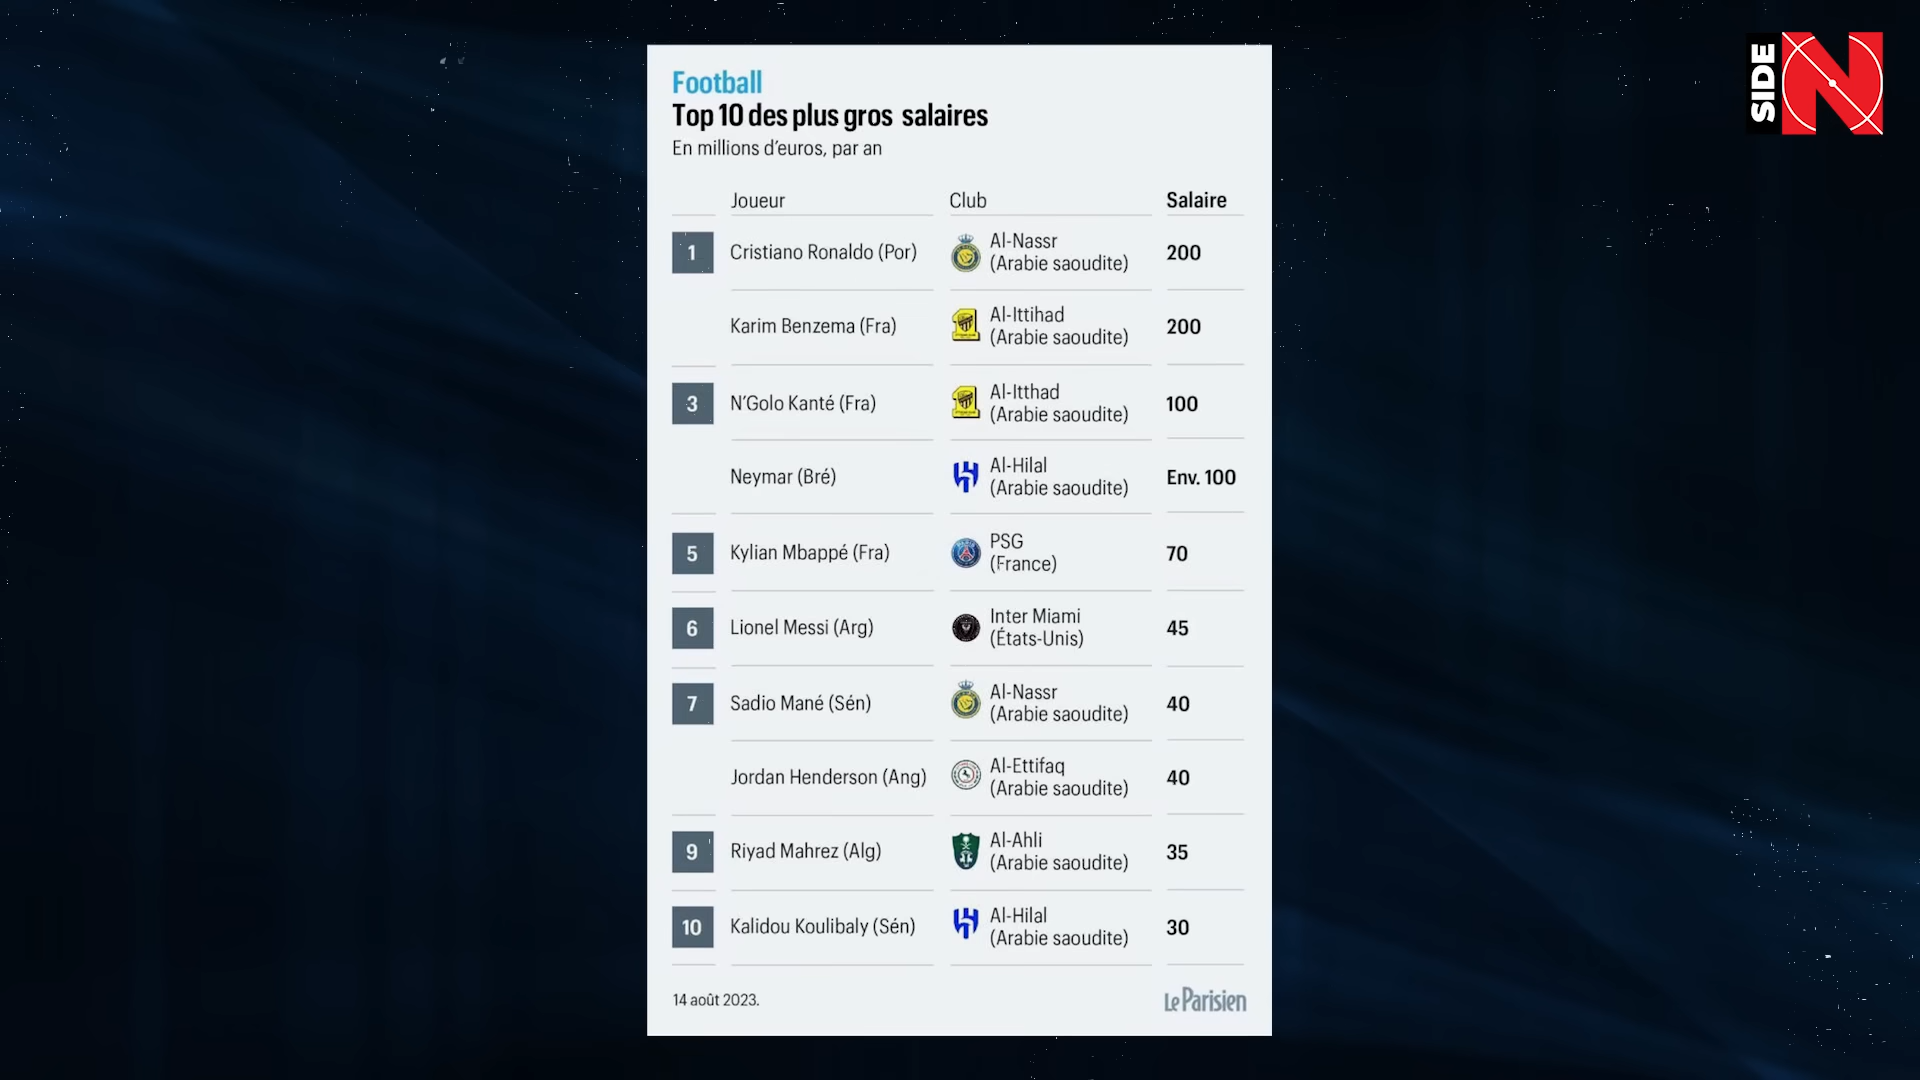 SIDE N
Football
Top 10 des plus gros salaires
En millions d'euros, par an
Joueur Club Salaire
1 Cristiano Ronaldo (Por) Al-Nassr (Arabie saoudite) 200
Karim Benzema (Fra) Al-Ittihad (Arabie saoudite) 200
3 N'Golo Kanté (Fra) Al-Itthad (Arabie saoudite) 100
Neymar (Bré) Al-Hilal (Arabie saoudite) Env. 100
5 Kylian Mbappé (Fra) PSG (France) 70
6 Lionel Messi (Arg) Inter Miami (États-Unis) 45
7 Sadio Mané (Sén) Al-Nassr (Arabie saoudite) 40
Jordan Henderson (Ang) Al-Ettifaq (Arabie saoudite) 40
9 Riyad Mahrez (Alg) Al-Ahli (Arabie saoudite) 35
10 Kalidou Koulibaly (Sén) Al-Hilal (Arabie saoudite) 30
14 août 2023. Le Parisien